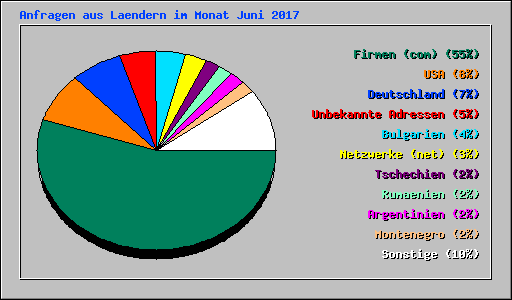 Anfragen aus Laendern im Monat Juni 2017
Firmen (com) (55%)
USA (8%)
Deutschland (7%)
Unbekannte Adressen (5%)
Bulgarien (4%)
Netzwerke (net) (3%)
Tschechien (2%)
Rumaenien (2%)
Argentinien (2%)
Montenegro (2%)
Sonstige (10%)